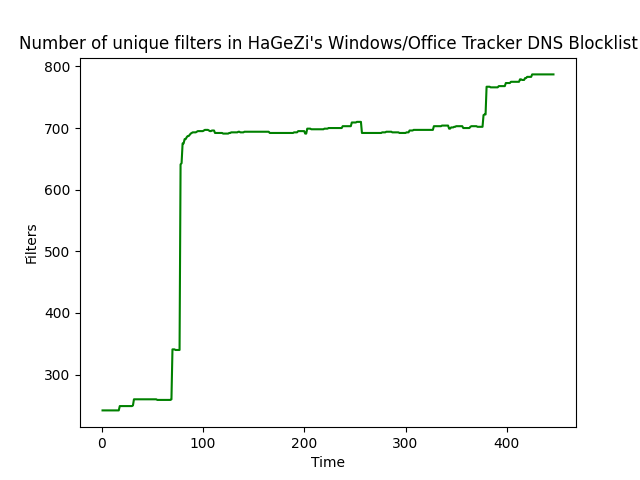 Number of unique filters in HaGeZi's Windows/Office Tracker DNS Blocklist
800
700
600
500
400
300
Filters
0 100 200 300 400
Time